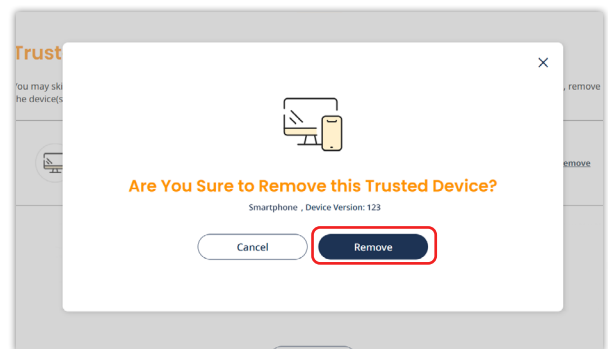 Trust
You may ski
, remove
he device(s
emove
Are You Sure to Remove this Trusted Device?
Smartphone , Device Version: 123
Cancel
Remove